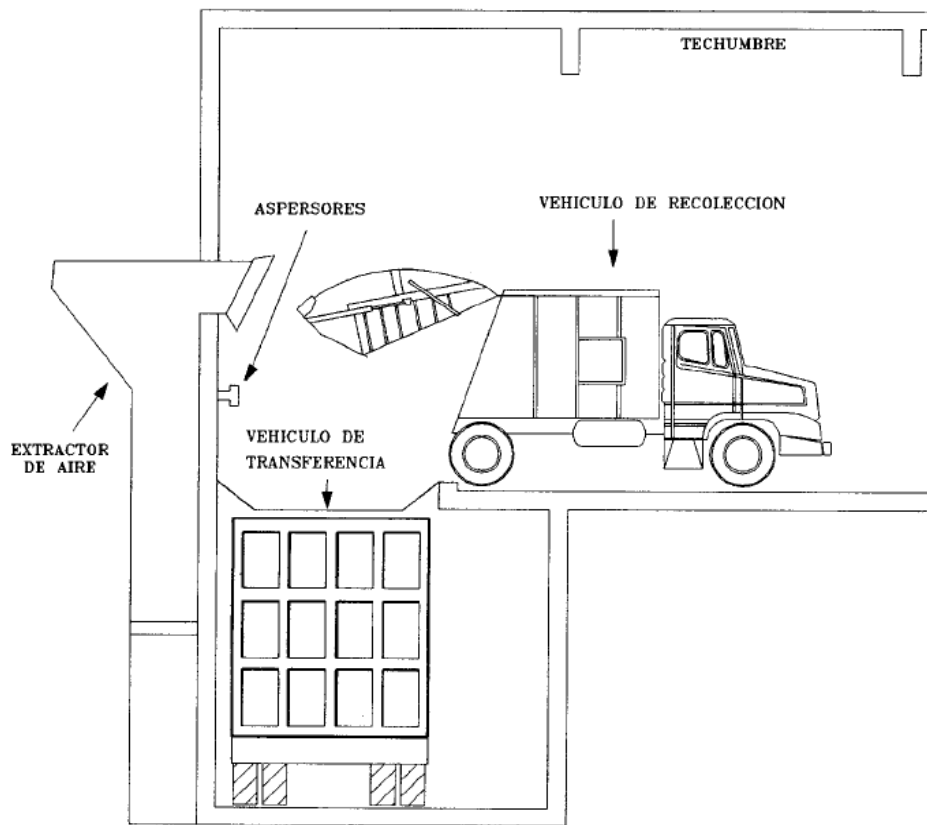 TECHUMBRE
ASPERSORES
VEHICULO DE RECOLECCION
EXTRACTOR
DE AIRE
VEHICULO DE
TRANSFERENCIA